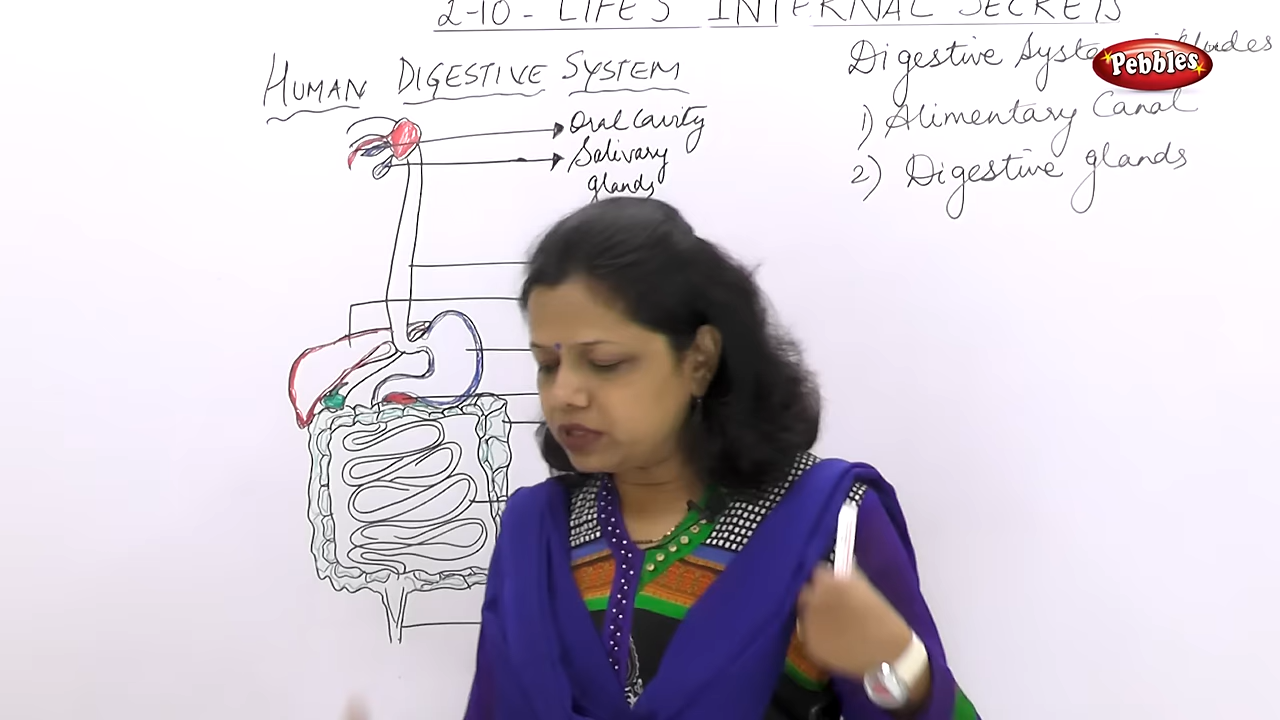 2-10 - LIFE'S INTERNAL SECRETS
HUMAN DIGESTIVE SYSTEM
Oral cavity
Salivary
glands
Digestive
Pebbles
1) Alimentary Canal
2) Digestive glands